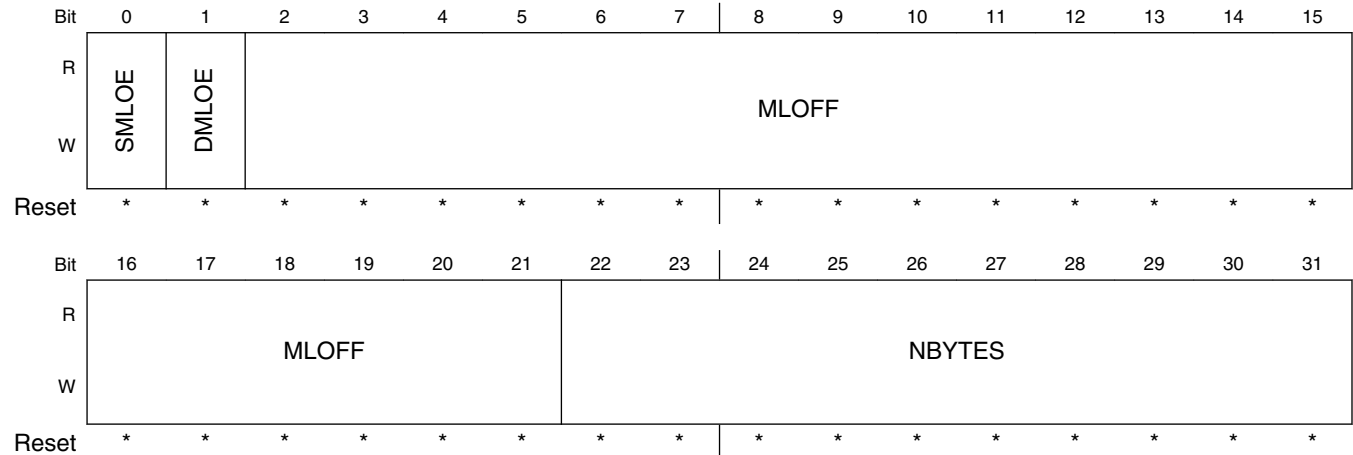 Bit 0 1 2 3 4 5 6 7 8 9 10 11 12 13 14 15
R
SMLOE DMLOE MLOFF
W
Reset * * * * * * * * * * * * * * * *
Bit 16 17 18 19 20 21 22 23 24 25 26 27 28 29 30 31
R
MLOFF NBYTES
W
Reset * * * * * * * * * * * * * * * *